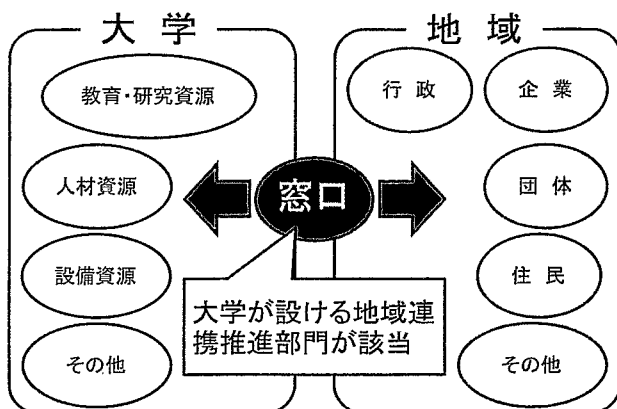 大 学
教育・研究資源
人材資源
設備資源
その他
窓口
大学が設ける地域連
携推進部門が該当
地 域
行 政
企 業
団 体
住 民
その他